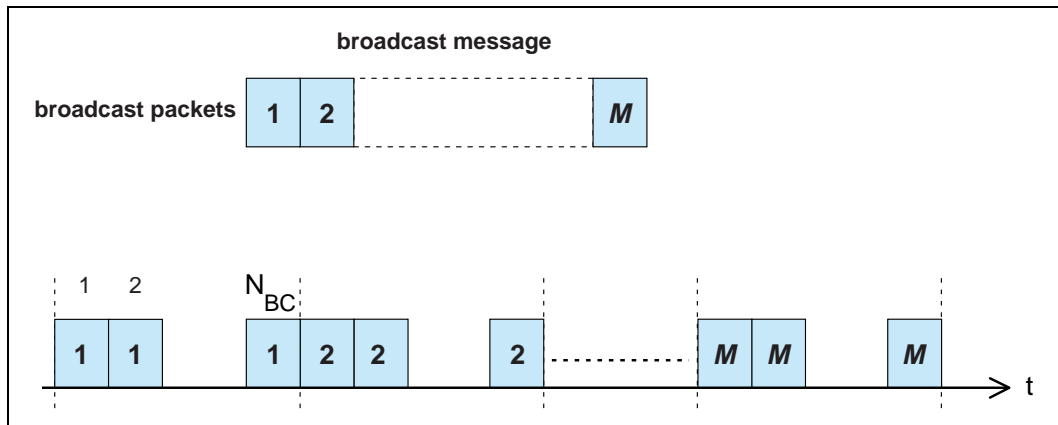 broadcast message
broadcast packets 1 2 M
1 2 N BC
1 1 1 2 2 2 M M M
t